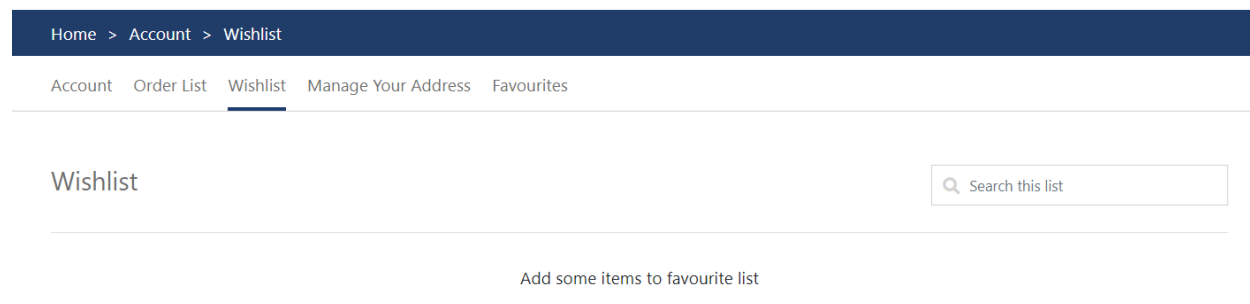 Home > Account > Wishlist
Account Order List Wishlist Manage Your Address Favourites
Wishlist
Search this list
Add some items to favourite list